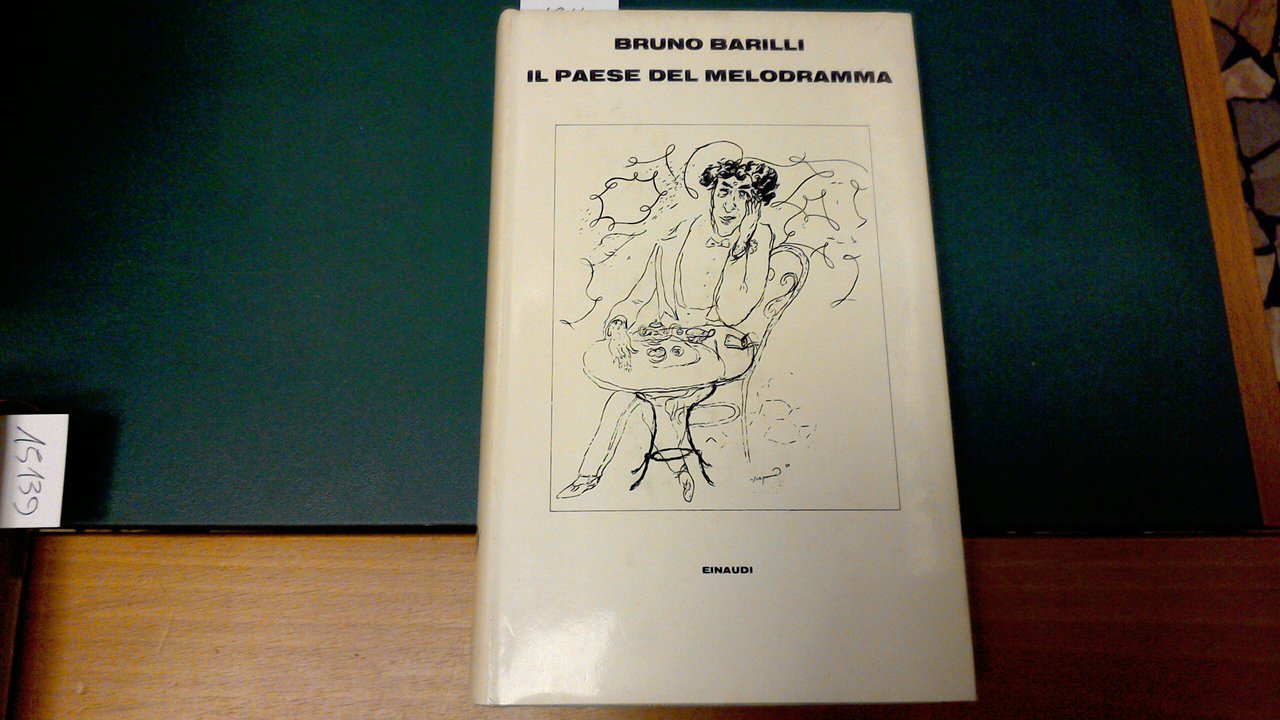 BRUNO BARILLI
IL PAESE DEL MELODRAMMA
EINAUDI
15139